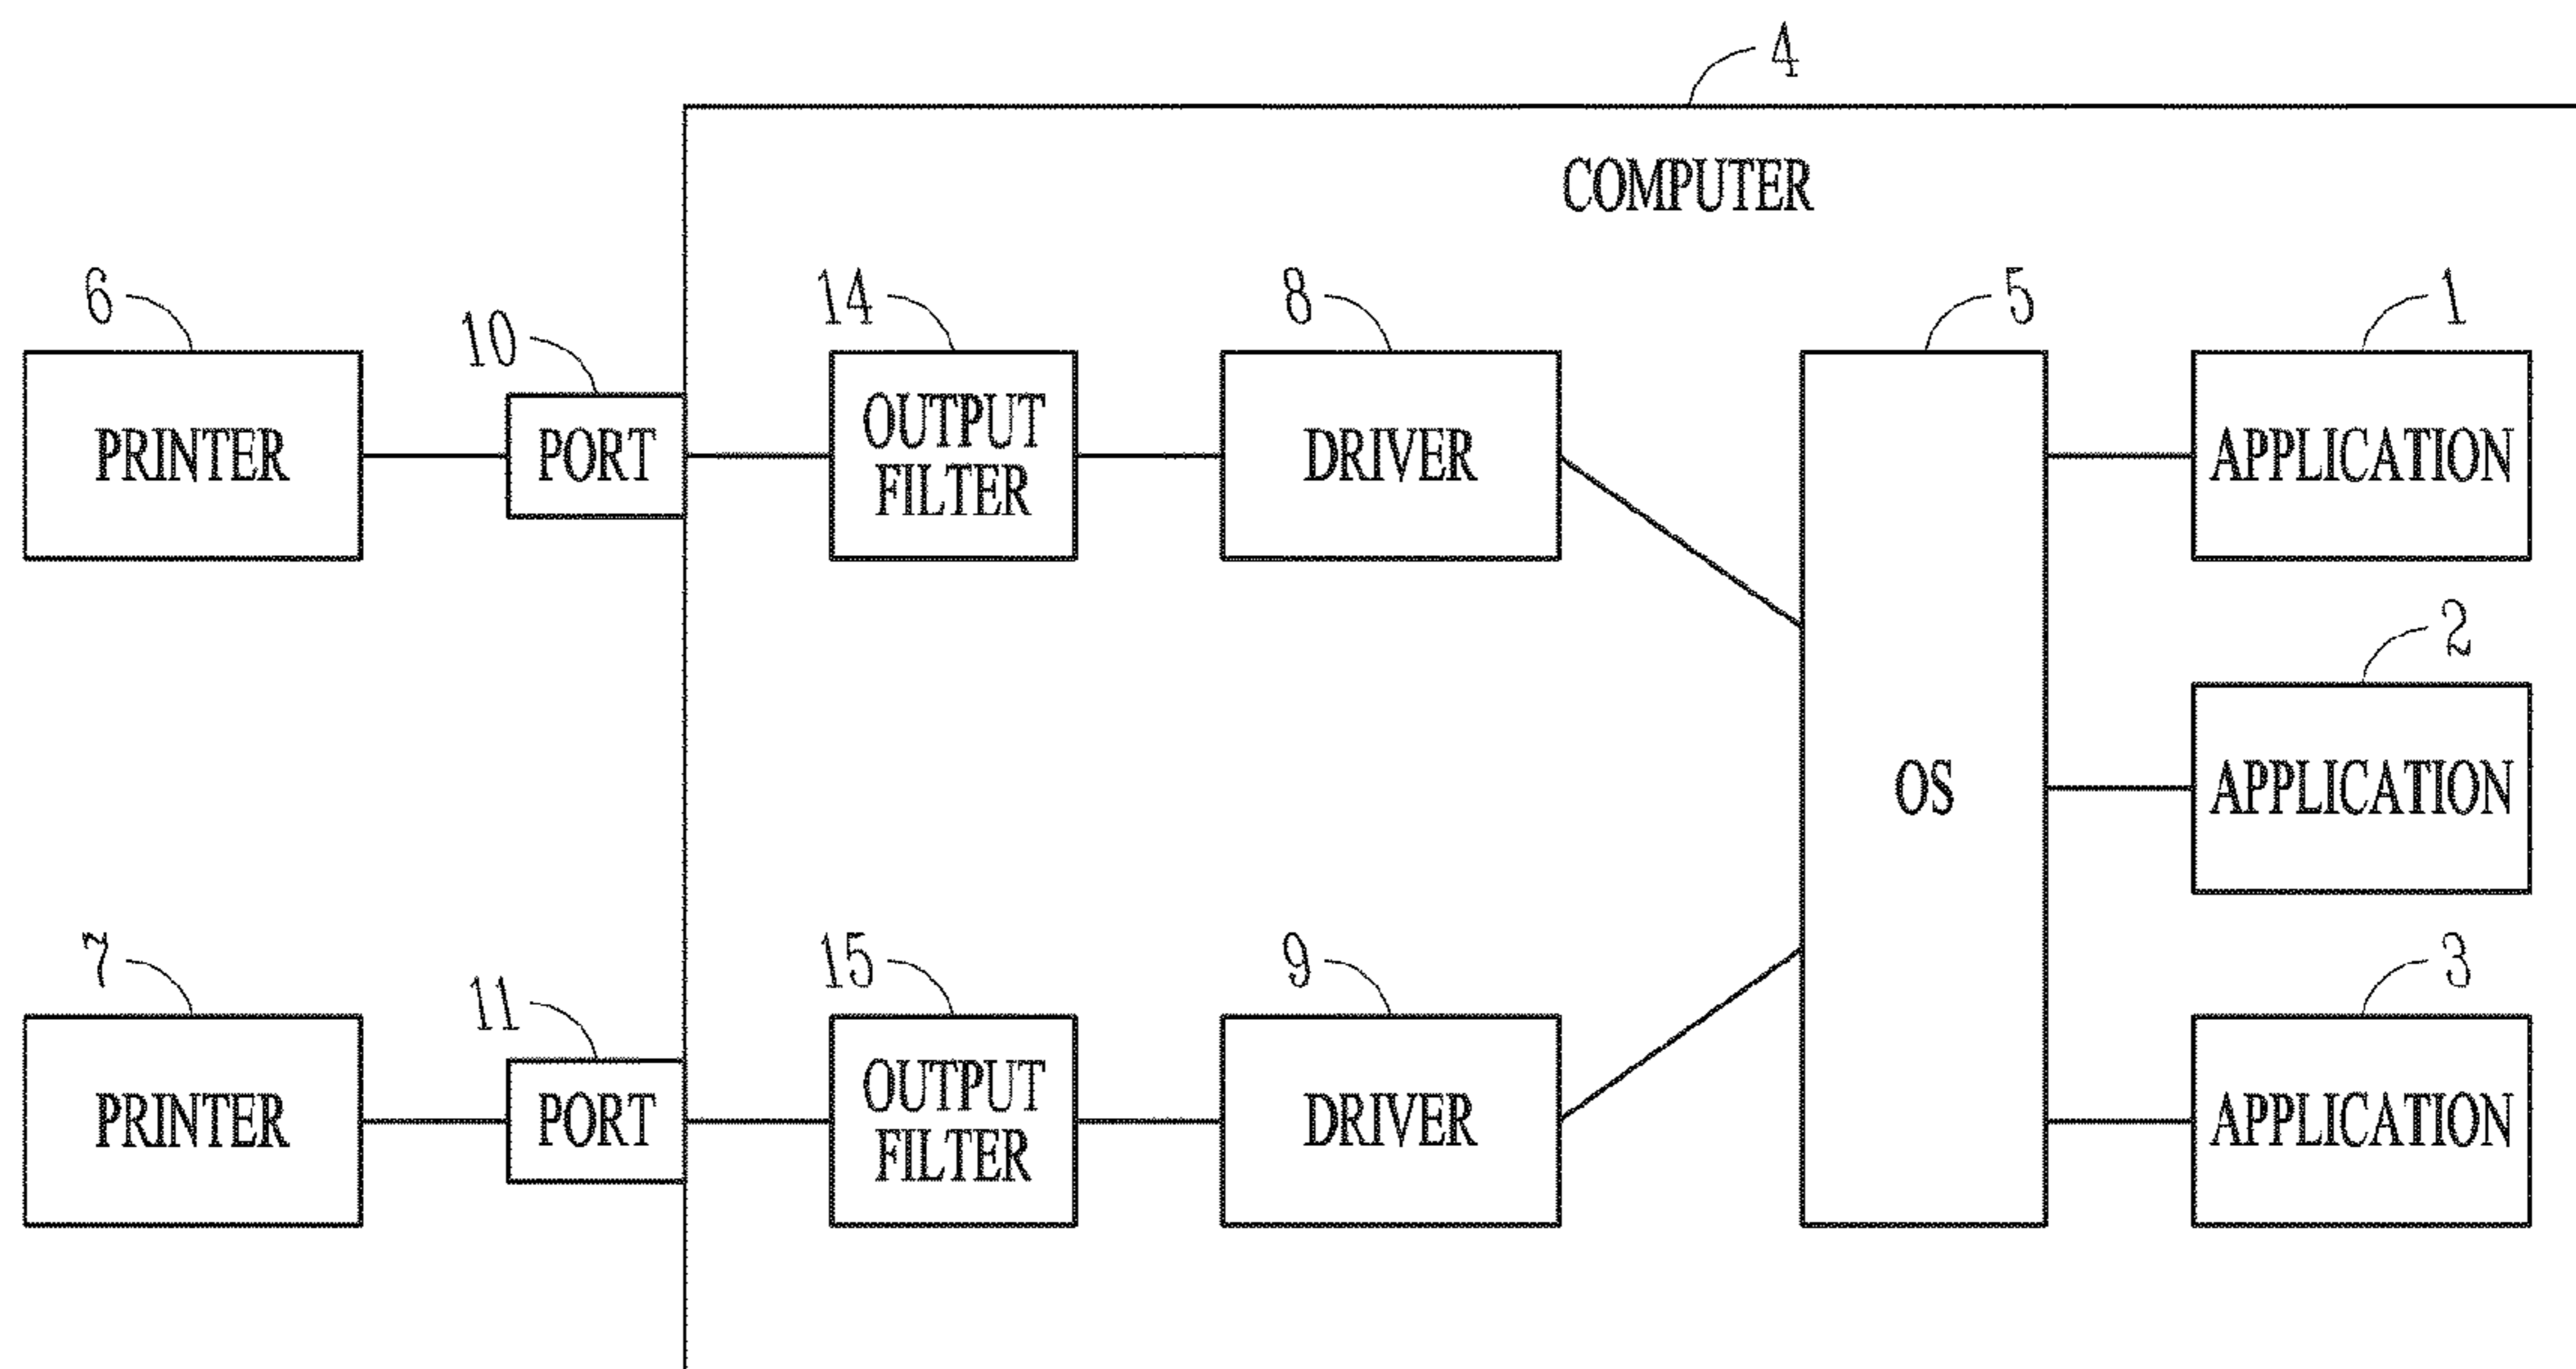 4
COMPUTER
6
10
14
8
5
1
PRINTER
PORT
OUTPUT
FILTER
DRIVER
APPLICATION
2
OS
APPLICATION
7
11
15
9
3
PRINTER
PORT
OUTPUT
FILTER
DRIVER
APPLICATION